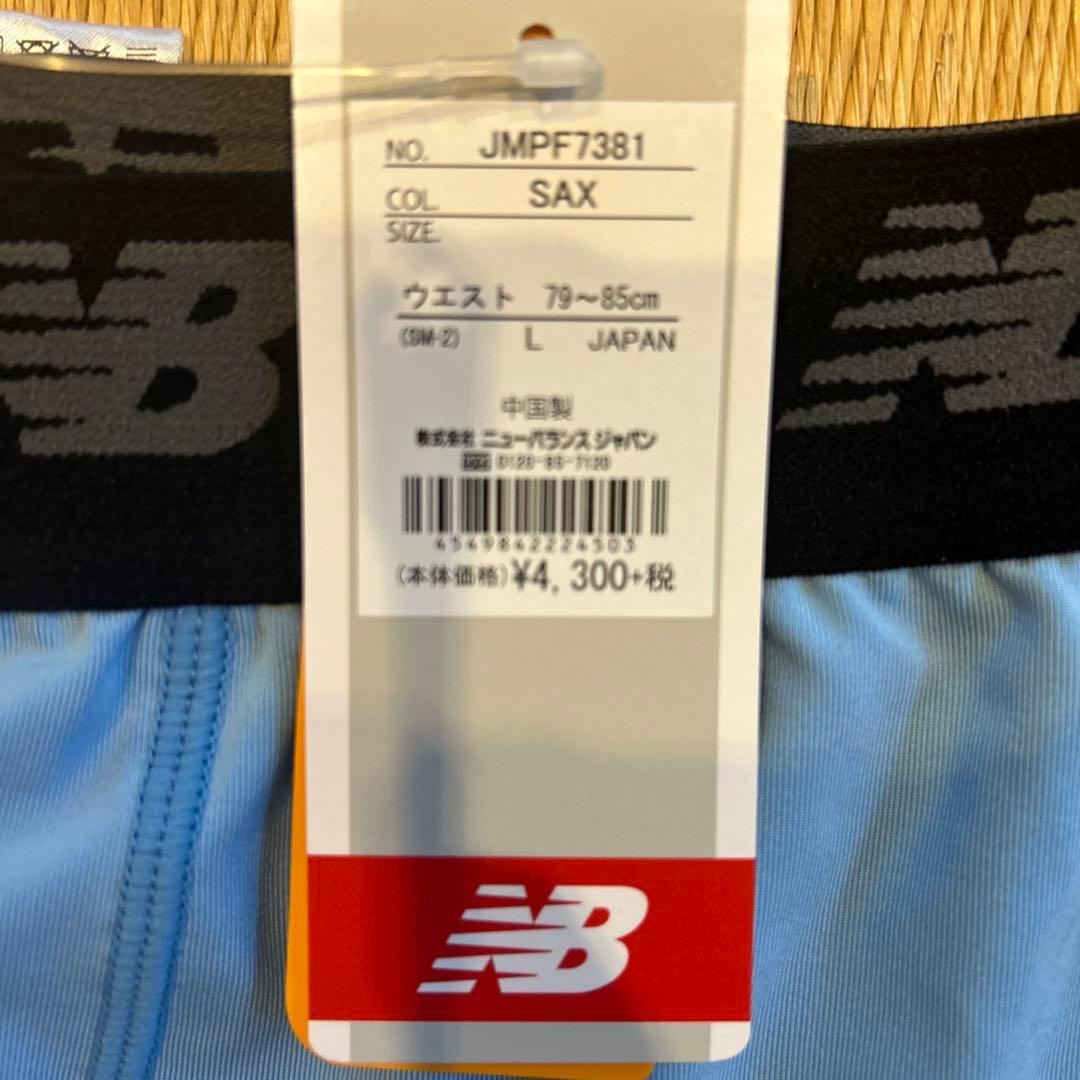 NO. JMPF7381
COL. SAX
SIZE.
ウエスト 79～85cm
(SM-2) L JAPAN
中国製
株式会社 ニューバランス ジャパン
0120-85-7120
4549842224503
(本体価格)¥4,300+税
NB
NB